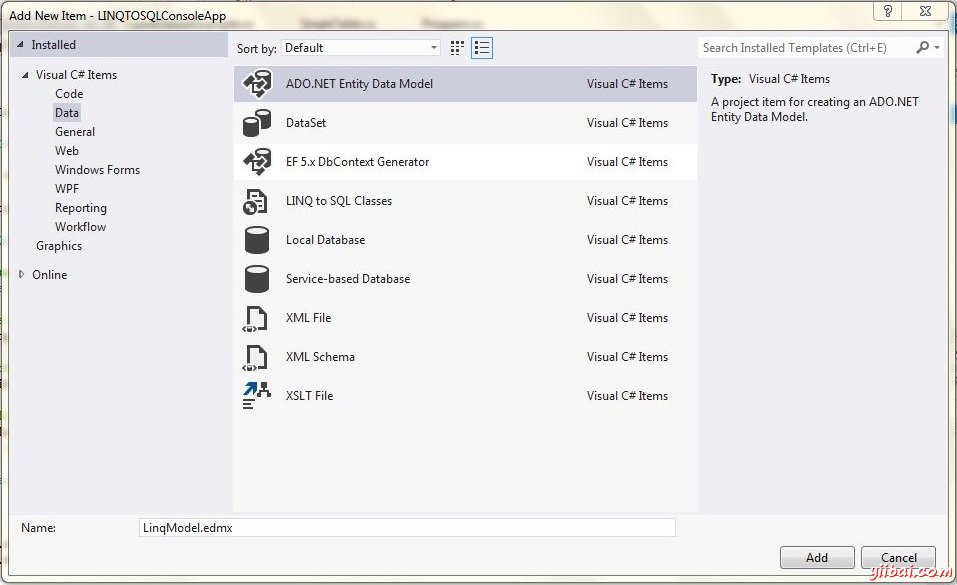 Add New Item - LINQTOSQLConsoleApp
Installed
Sort by: Default
Search Installed Templates (Ctrl+E)
Visual C# Items
Code
Data
General
Web
Windows Forms
WPF
Reporting
Workflow
Graphics
Online
ADO.NET Entity Data Model Visual C# Items
DataSet Visual C# Items
EF 5.x DbContext Generator Visual C# Items
LINQ to SQL Classes Visual C# Items
Local Database Visual C# Items
Service-based Database Visual C# Items
XML File Visual C# Items
XML Schema Visual C# Items
XSLT File Visual C# Items
Type: Visual C# Items
A project item for creating an ADO.NET
Entity Data Model.
Name: LinqModel.edmx
Add Cancel
yiibai.com